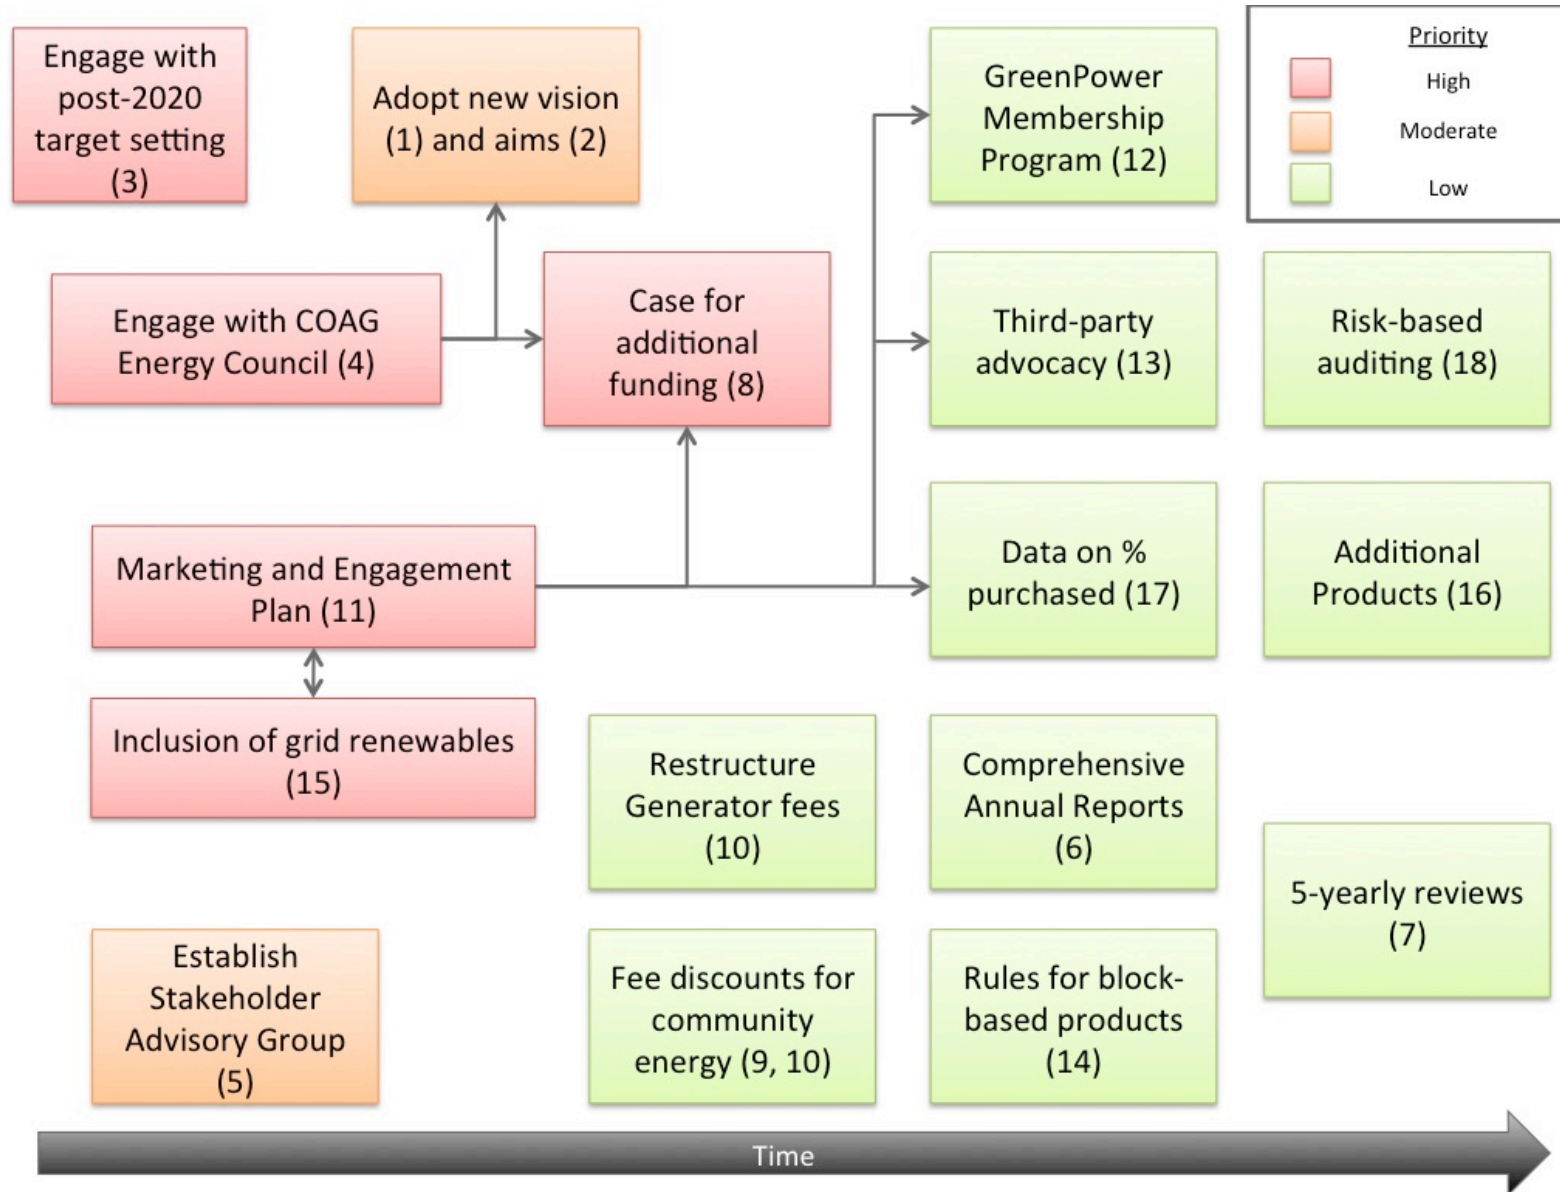 Engage with
post-2020
target setting
(3)
Adopt new vision
(1) and aims (2)
GreenPower
Membership
Program (12)
Priority
High
Moderate
Low
Engage with COAG
Energy Council (4)
Case for
additional
funding (8)
Third-party
advocacy (13)
Risk-based
auditing (18)
Marketing and Engagement
Plan (11)
Data on %
purchased (17)
Additional
Products (16)
Inclusion of grid renewables
(15)
Restructure
Generator fees
(10)
Comprehensive
Annual Reports
(6)
5-yearly reviews
(7)
Establish
Stakeholder
Advisory Group
(5)
Fee discounts for
community
energy (9, 10)
Rules for block-
based products
(14)
Time